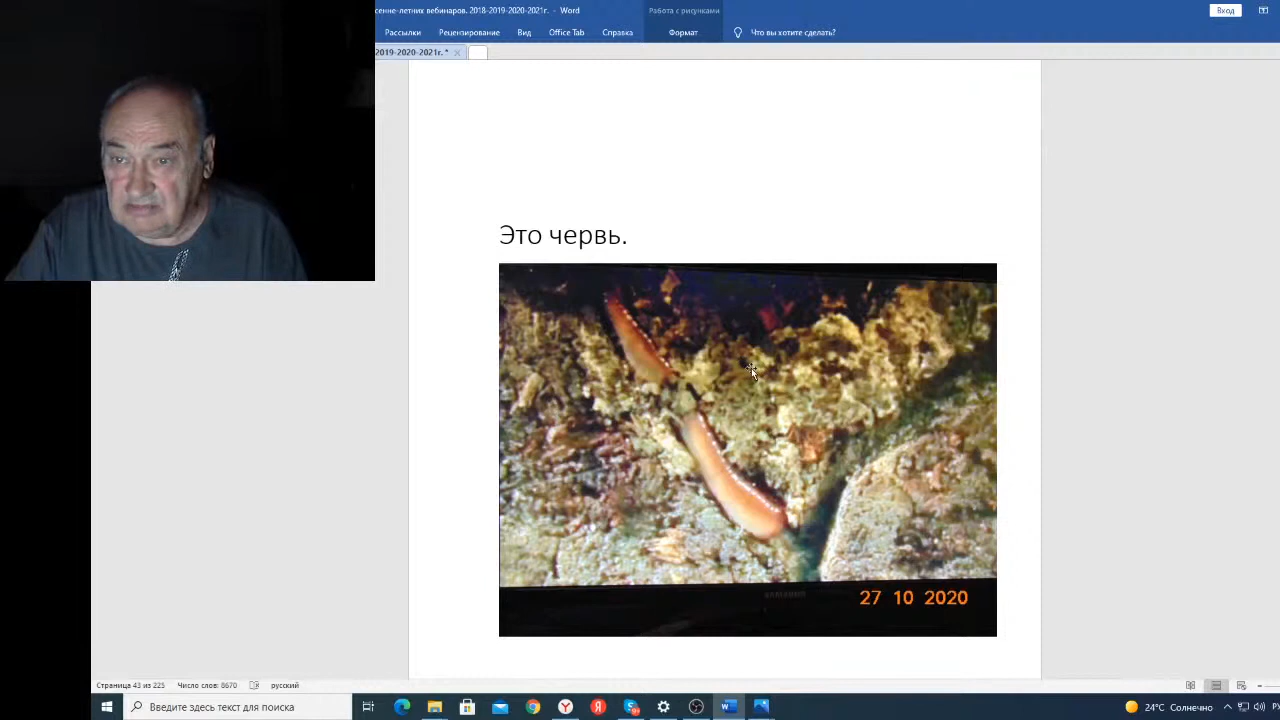 сенне-летних вебинаров. 2018-2019-2020-2021г. - Word
Работа с рисунками
Вход
Рассылки Рецензирование Вид Office Tab Справка Формат Что вы хотите сделать?
2019-2020-2021г. *
Это червь.
SAMSUNG
27 10 2020
Страница 43 из 225 Число слов: 8670 русский
Введите здесь текст для поиска
24°C Солнечно